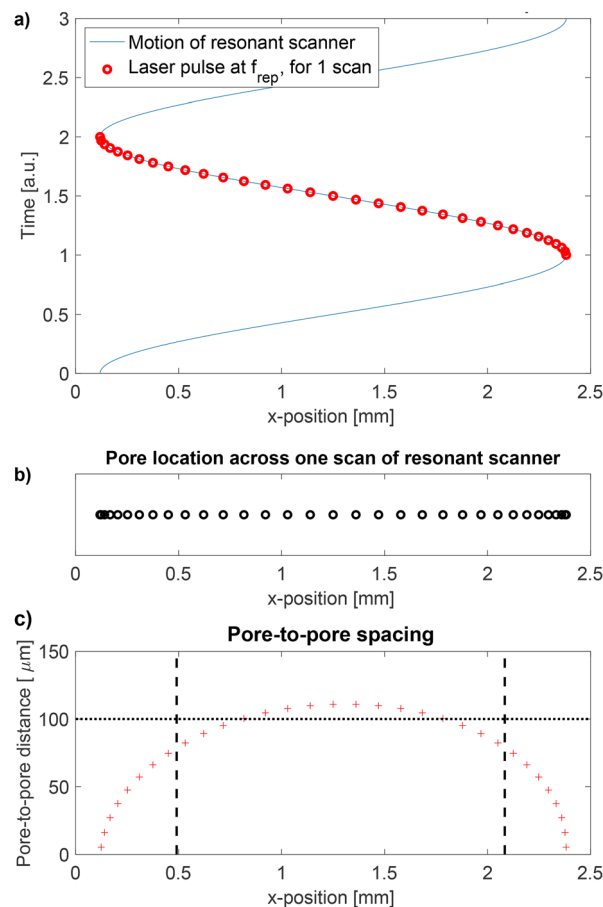 a)
3
2.5
2
1.5
1
0.5
0
Time [a.u.]
Motion of resonant scanner
Laser pulse at f_rep, for 1 scan
0 0.5 1 1.5 2 2.5
x-position [mm]
b)
Pore location across one scan of resonant scanner
0 0.5 1 1.5 2 2.5
x-position [mm]
c)
Pore-to-pore spacing
150
100
50
0
Pore-to-pore distance [ μm]
0 0.5 1 1.5 2 2.5
x-position [mm]